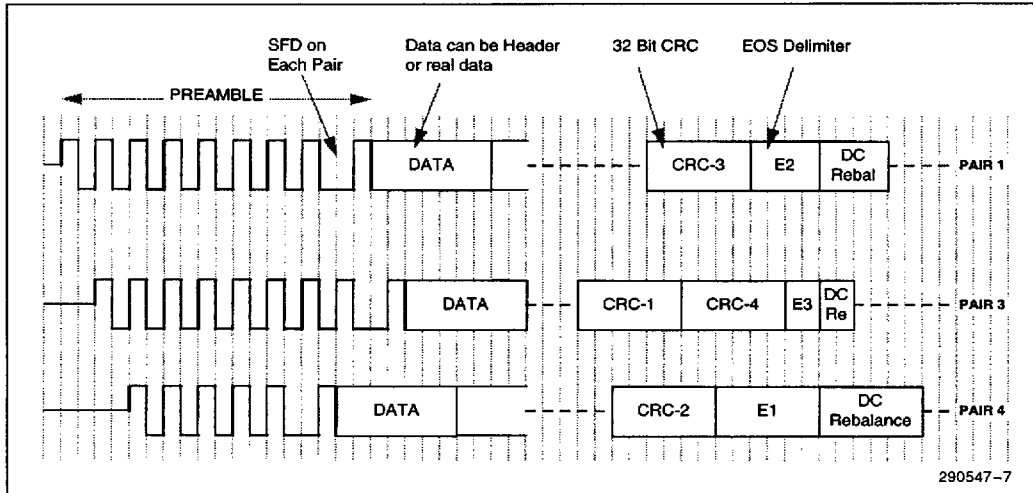 SFD on
Each Pair
Data can be Header
or real data
32 Bit CRC
EOS Delimiter
PREAMBLE
DATA
CRC-3
E2
DC
Rebal
PAIR 1
DATA
CRC-1
CRC-4
E3
DC
Re
PAIR 3
DATA
CRC-2
E1
DC
Rebalance
PAIR 4
290547-7